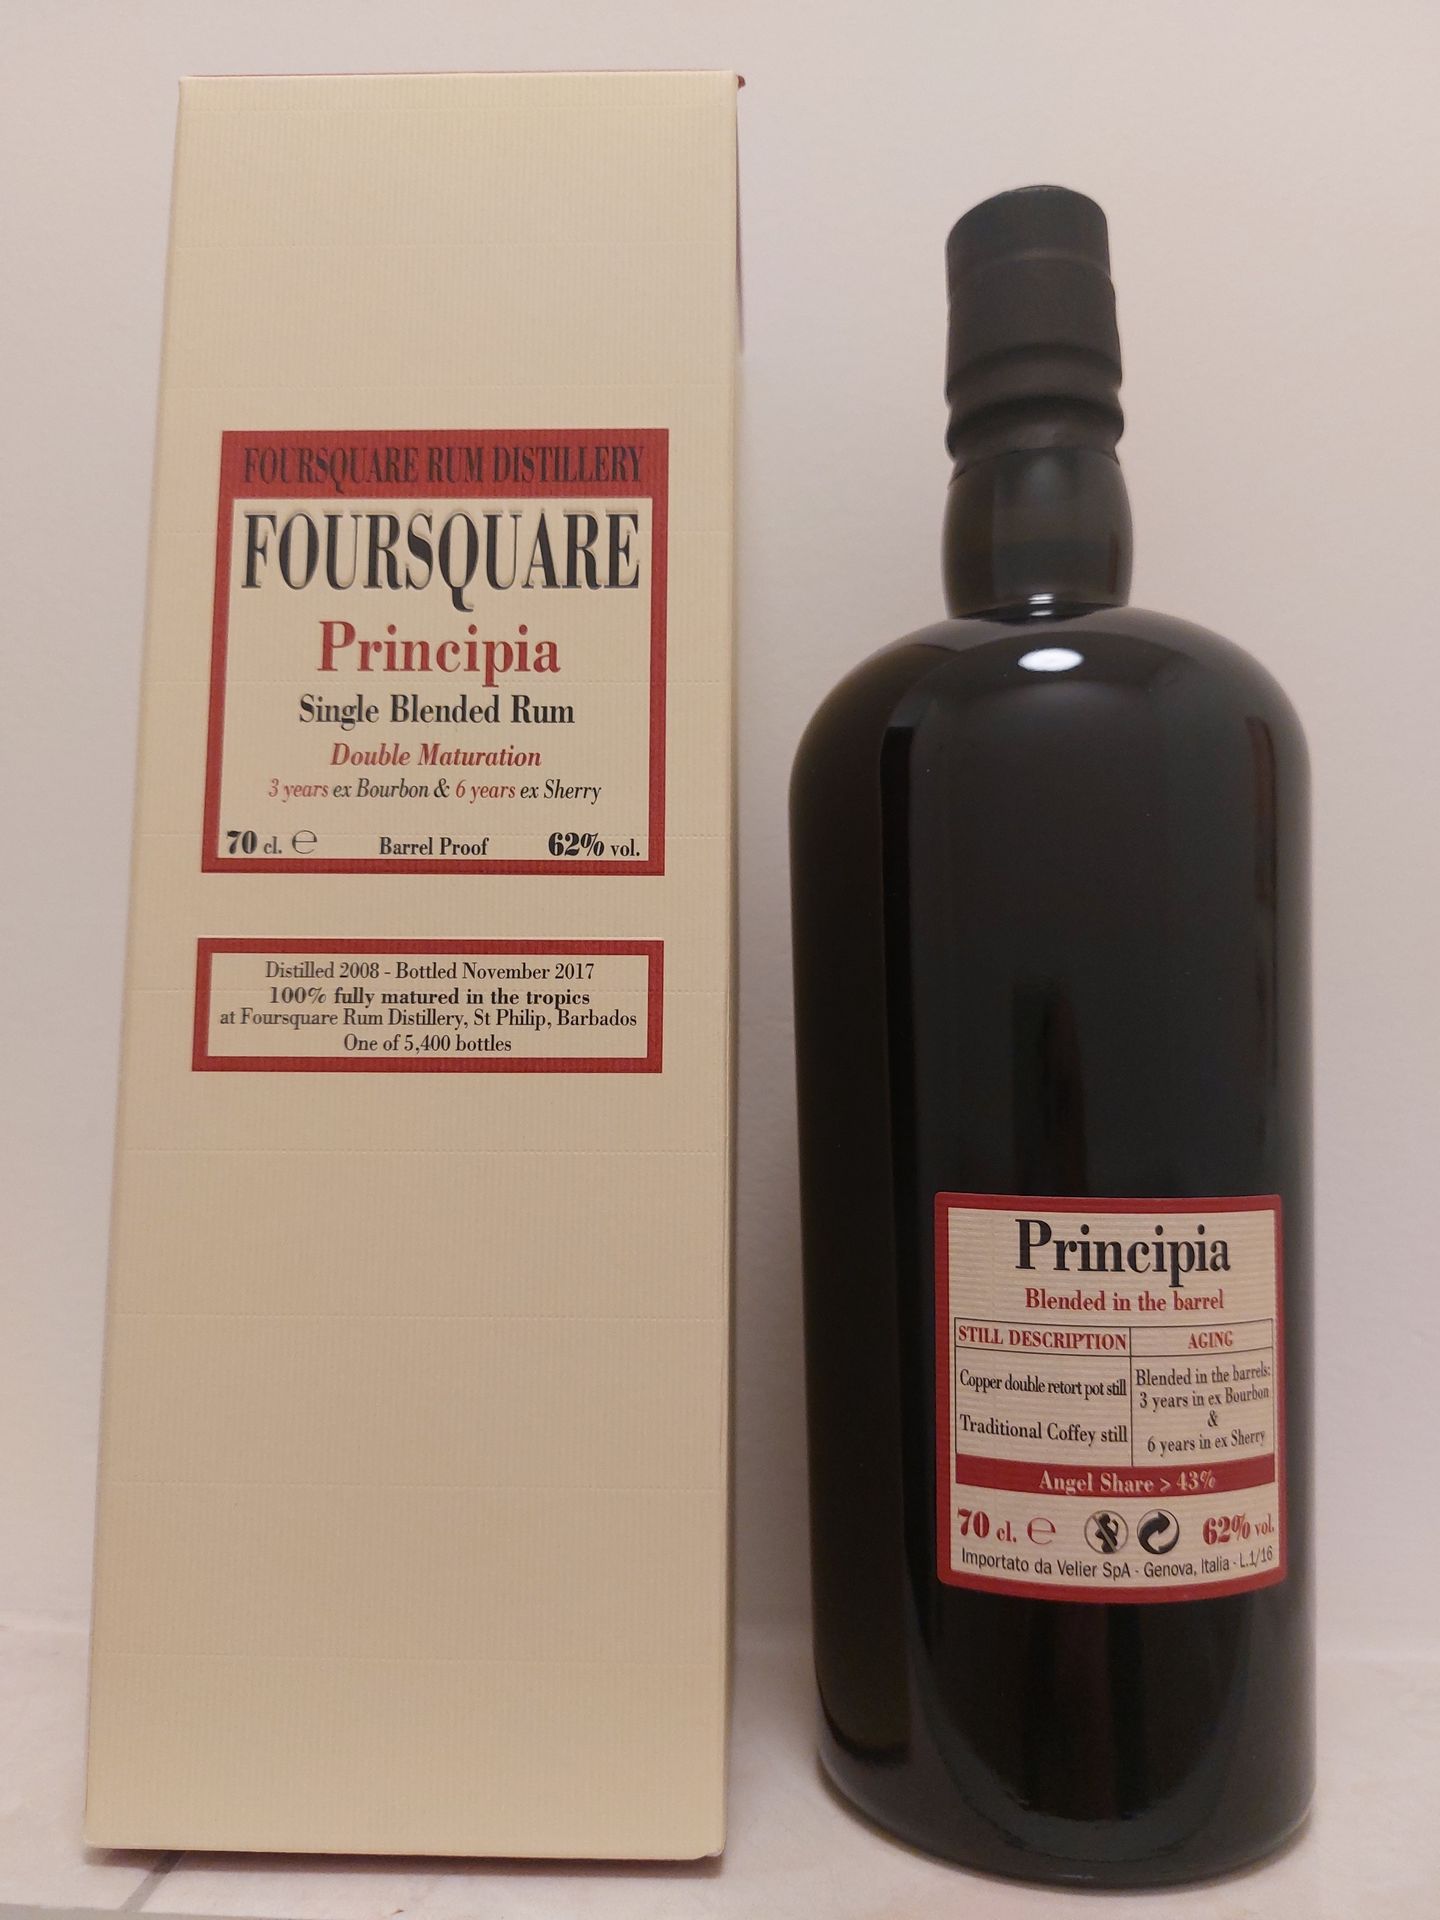 FOURSQUARE RUM DISTILLERY
FOURSQUARE
Principia
Single Blended Rum
Double Maturation
3 years ex Bourbon & 6 years ex Sherry
70 cl. ℮ Barrel Proof 62% vol.
Distilled 2008 - Bottled November 2017
100% fully matured in the tropics
at Foursquare Rum Distillery, St Philip, Barbados
One of 5,400 bottles
Principia
Blended in the barrel
STILL DESCRIPTION AGING
Copper double retort pot still
Traditional Coffey still
Blended in the barrels:
3 years in ex Bourbon
&
6 years in ex Sherry
Angel Share > 43%
70 cl. ℮ 62% vol.
Importato da Velier SpA - Genova, Italia - L.1/16